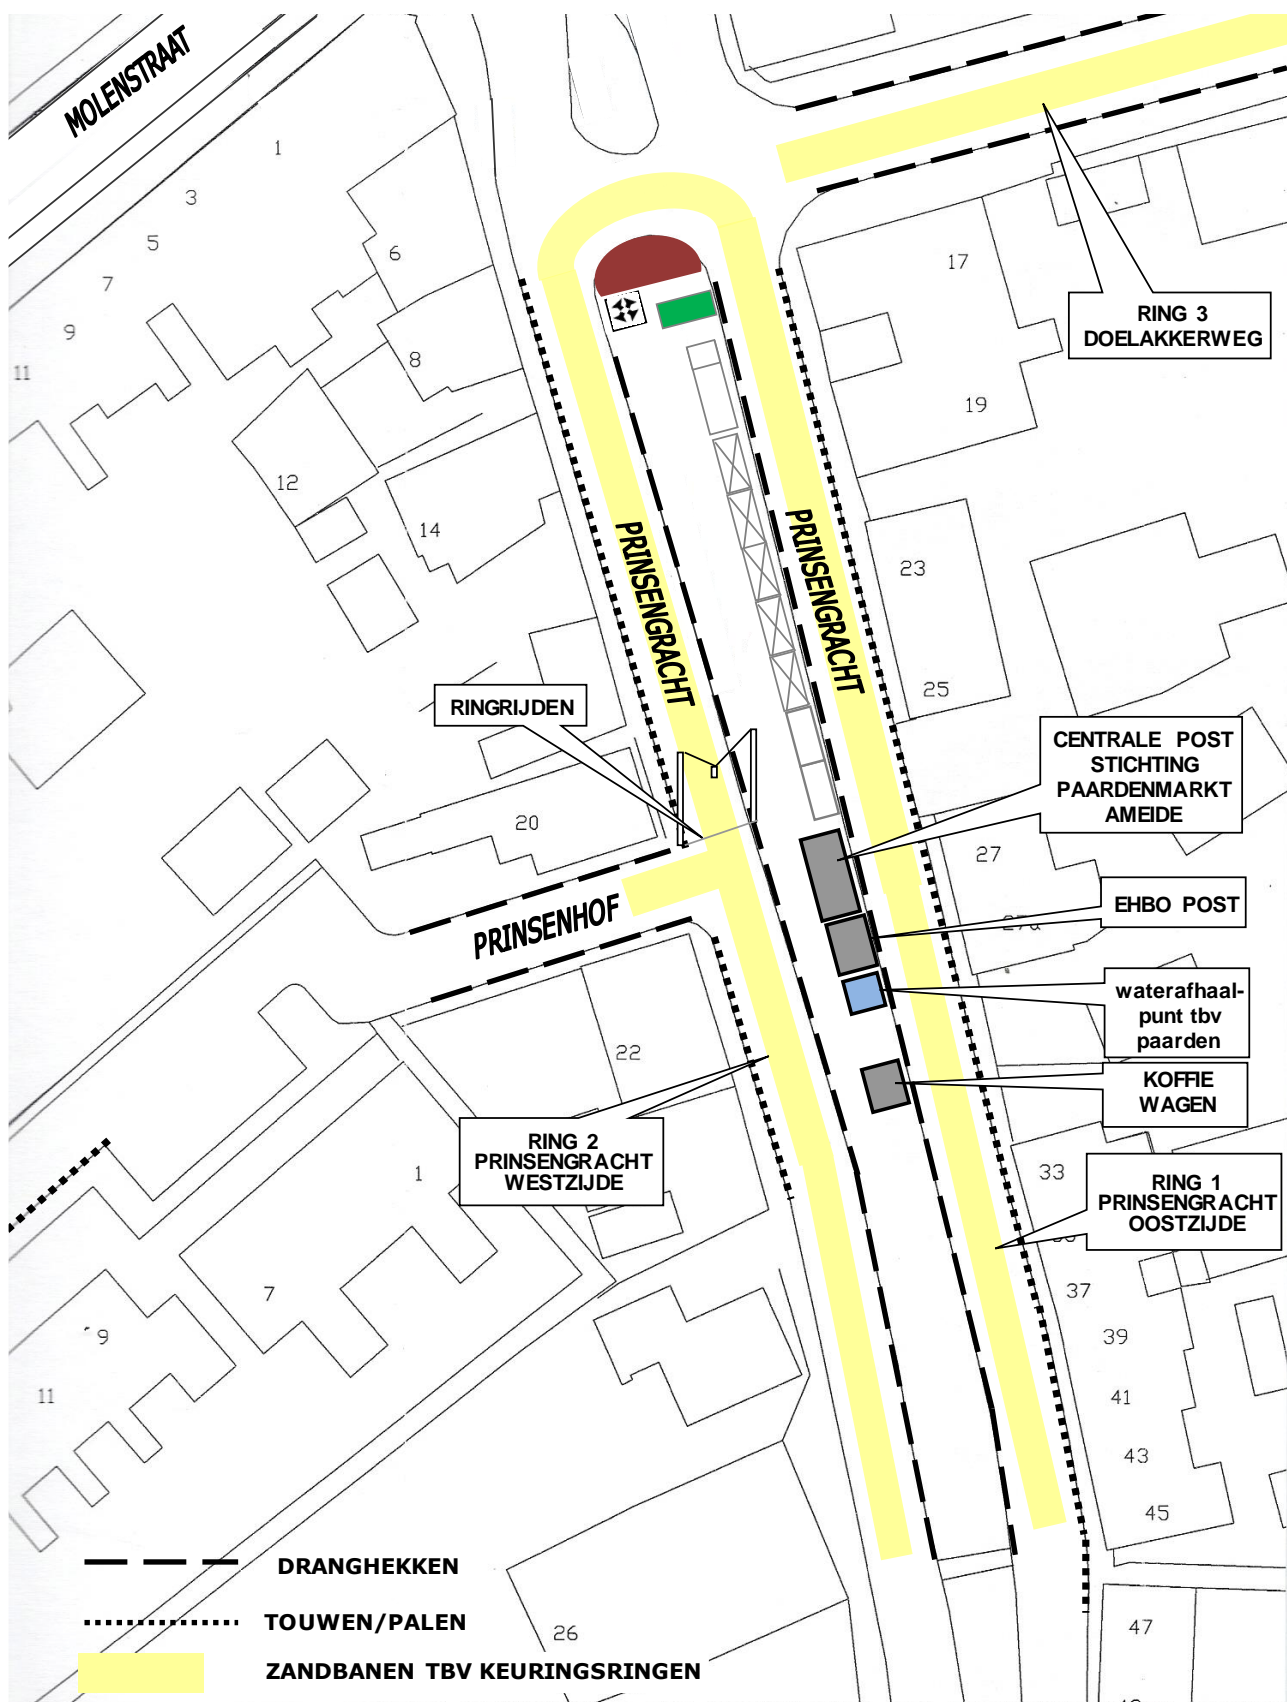 MOLENSTRAAT
1
3
5
7
9
11
6
8
12
14
17
19
RING 3
DOELAKKERWEG
PRINSENGRACHT
PRINSENGRACHT
23
25
RINGRIJDEN
CENTRALE POST
STICHTING
PAARDENMARKT
AMEIDE
20
27
EHBO POST
27a
PRINSENHOF
waterafhaal-
punt tbv
paarden
22
KOFFIE
WAGEN
RING 2
PRINSENGRACHT
WESTZIJDE
33
RING 1
PRINSENGRACHT
OOSTZIJDE
1
7
9
11
37
39
41
43
45
47
26
DRANGHEKKEN
TOUWEN/PALEN
ZANDBANEN TBV KEURINGSRINGEN